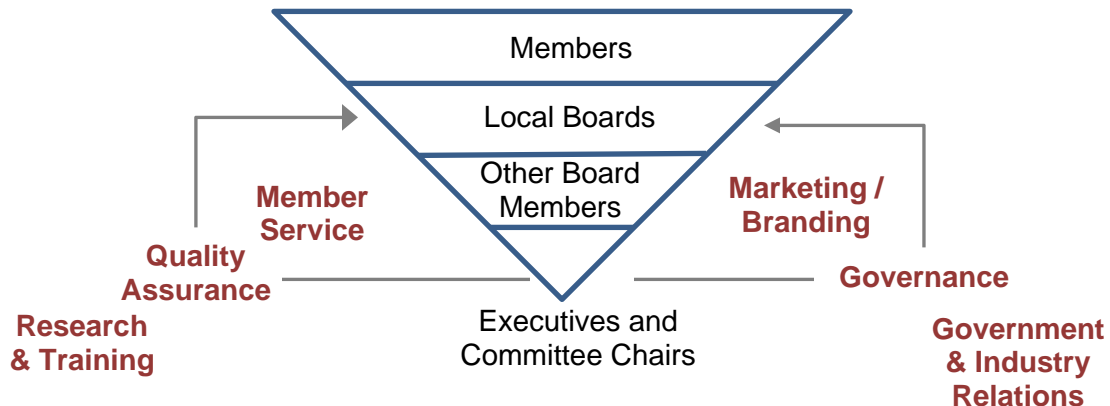 Members
Local Boards
Other Board
Members
Member
Service
Marketing /
Branding
Quality
Assurance
Governance
Research
& Training
Executives and
Committee Chairs
Government
& Industry
Relations